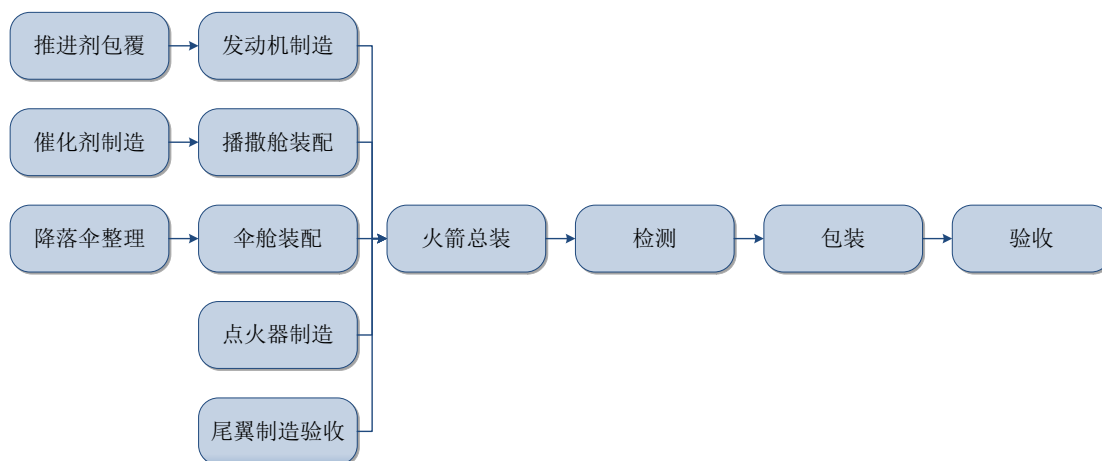 推进剂包覆
发动机制造
催化剂制造
播撒舱装配
降落伞整理
伞舱装配
火箭总装
检测
包装
验收
点火器制造
尾翼制造验收